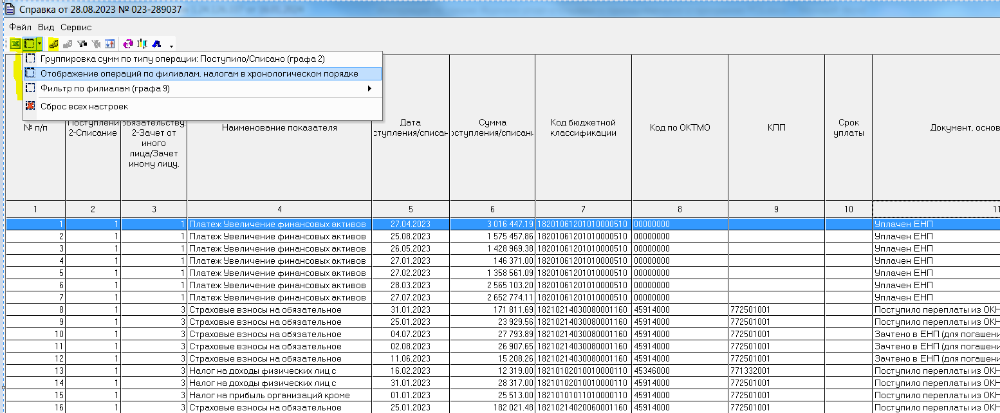 Справка от 28.08.2023 № 023-289037
Файл Вид Сервис
Группировка сумм по типу операции: Поступило/Списано (графа 2)
Отображение операций по филиалам, налогам в хронологическом порядке
Фильтр по филиалам (графа 9)
Сброс всех настроек
№ п/п
2-Списание
2-Зачет от
иного
лица/Зачет
иному лицу,
Наименование показателя
Дата
ступления/списан
Сумма
оступления/списани
Код бюджетной
классификации
Код по ОКТМО
КПП
Срок
уплаты
Документ, основ
1 2 3 4 5 6 7 8 9 10 11
1 1 1 Платеж Увеличение финансовых активов 27.04.2023 3 016 447.19 18201061201010000510 00000000 Уплачен ЕНП
2 1 1 Платеж Увеличение финансовых активов 25.08.2023 1 575 457.86 18201061201010000510 00000000 Уплачен ЕНП
3 1 1 Платеж Увеличение финансовых активов 26.05.2023 1 428 969.38 18201061201010000510 00000000 Уплачен ЕНП
4 1 1 Платеж Увеличение финансовых активов 27.01.2023 146 371.00 18201061201010000510 00000000 Уплачен ЕНП
5 1 1 Платеж Увеличение финансовых активов 27.02.2023 1 358 561.09 18201061201010000510 00000000 Уплачен ЕНП
6 1 1 Платеж Увеличение финансовых активов 28.03.2023 2 565 103.20 18201061201010000510 00000000 Уплачен ЕНП
7 1 1 Платеж Увеличение финансовых активов 27.07.2023 2 652 774.11 18201061201010000510 00000000 Уплачен ЕНП
8 1 3 Страховые взносы на обязательное 31.01.2023 171 811.69 18210214030080001160 45914000 772501001 Поступило переплаты из ОКН
9 1 3 Страховые взносы на обязательное 25.01.2023 23 929.56 18210214030080001160 45914000 772501001 Поступило переплаты из ОКН
10 1 3 Страховые взносы на обязательное 04.07.2023 27 793.89 18210214030080001160 45914000 772501001 Зачтено в ЕНП (для погашени
11 1 3 Страховые взносы на обязательное 02.08.2023 26 907.65 18210214030080001160 45914000 772501001 Зачтено в ЕНП (для погашени
12 1 3 Страховые взносы на обязательное 11.06.2023 15 208.26 18210214030080001160 45914000 772501001 Зачтено в ЕНП (для погашени
13 1 3 Налог на доходы физических лиц с 16.02.2023 12 319.00 18210102010010000110 45346000 771332001 Поступило переплаты из ОКН
14 1 3 Налог на доходы физических лиц с 31.01.2023 28 317.00 18210102010010000110 45914000 772501001 Поступило переплаты из ОКН
15 1 3 Налог на прибыль организаций кроме 01.01.2023 25 513.00 18210101011010000110 45914000 772501001 Поступило переплаты из ОКН
16 1 3 Страховые взносы на обязательное 25.01.2023 182 021.48 18210214020060001160 45914000 772501001 Поступило переплаты из ОКН